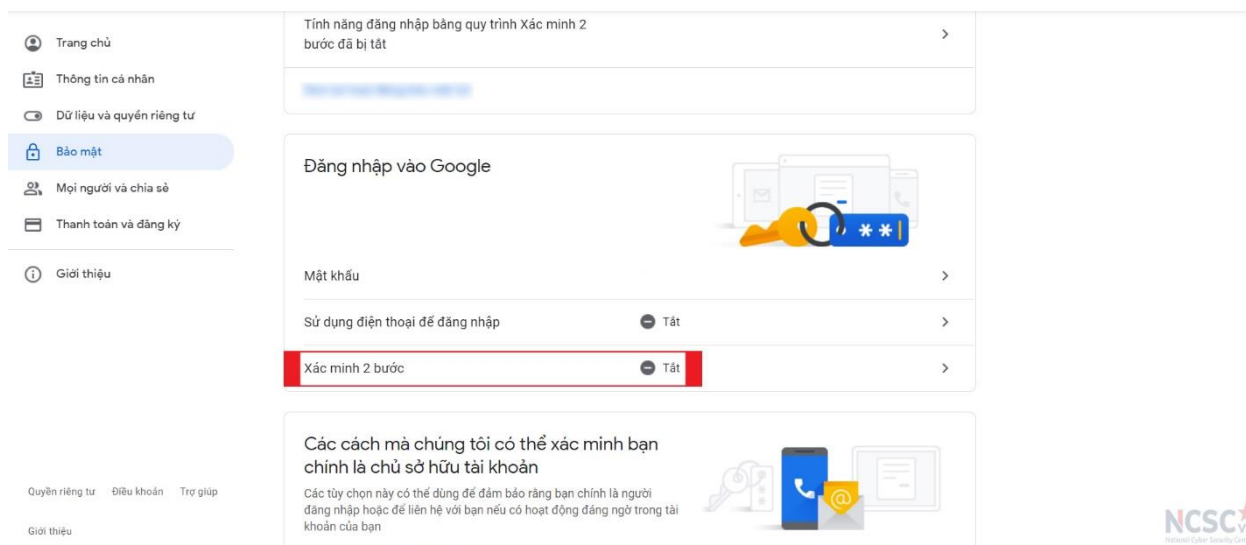 Trang chủ
Thông tin cá nhân
Dữ liệu và quyền riêng tư
Bảo mật
Mọi người và chia sẻ
Thanh toán và đăng ký
Giới thiệu
Quyền riêng tư Điều khoản Trợ giúp
Giới thiệu
Tính năng đăng nhập bằng quy trình Xác minh 2
bước đã bị tắt
Đăng nhập vào Google
**
Mật khẩu
Sử dụng điện thoại để đăng nhập Tắt
Xác minh 2 bước Tắt
Các cách mà chúng tôi có thể xác minh bạn
chính là chủ sở hữu tài khoản
Các tùy chọn này có thể dùng để đảm bảo rằng bạn chính là người
đăng nhập hoặc để liên hệ với bạn nếu có hoạt động đáng ngờ trong tài
khoản của bạn
@
NCSC